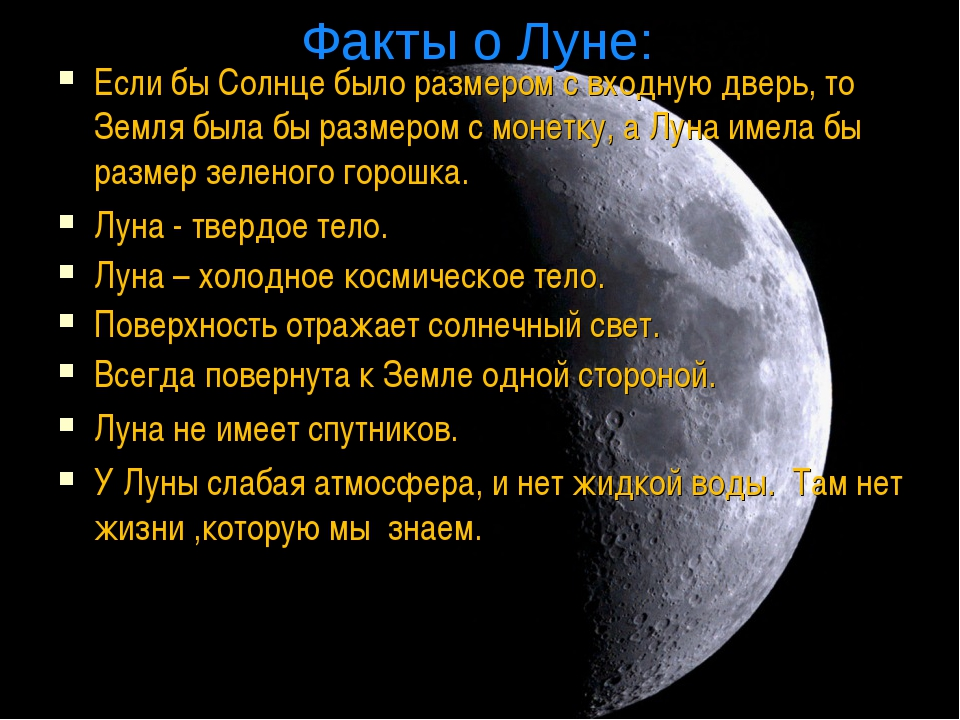 Факты о Луне:
Если бы Солнце было размером с входную дверь, то
Земля была бы размером с монетку, а Луна имела бы
размер зеленого горошка.
Луна - твердое тело.
Луна – холодное космическое тело.
Поверхность отражает солнечный свет.
Всегда повернута к Земле одной стороной.
Луна не имеет спутников.
У Луны слабая атмосфера, и нет жидкой воды.  Там нет
жизни ,которую мы  знаем.